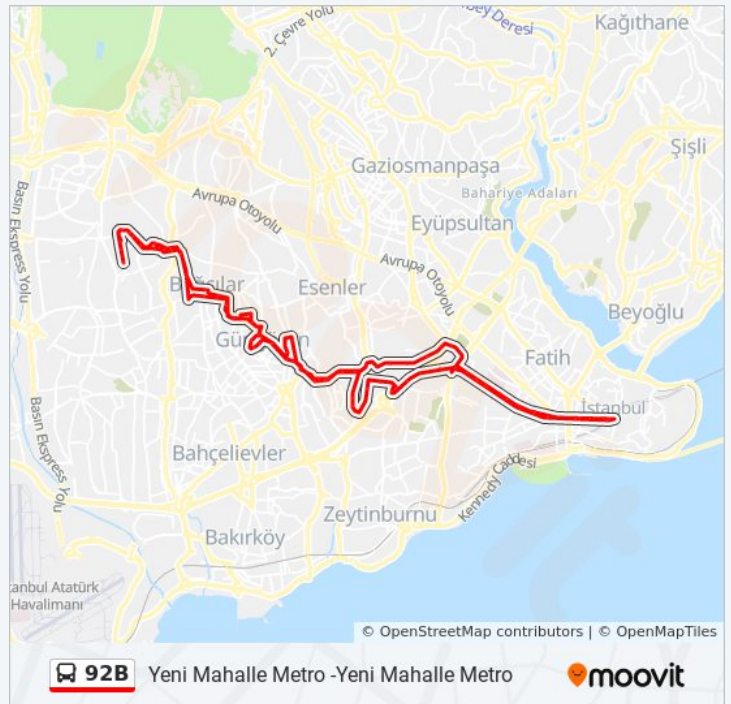 2. Çevre Yolu
bey Deresi
Kağıthane
Gaziosmanpaşa
Şişli
Bahariye Adaları
Basın Ekspress Yolu
Avrupa Otoyolu
Eyüpsultan
Avrupa Otoyolu
Esenler
Beyoğlu
Fatih
İstanbul
Basın Ekspress Yolu
Bahçelievler
Kennedy Caddesi
Zeytinburnu
Bakırköy
tanbul Atatürk
Havalimanı
© OpenStreetMap contributors | © OpenMapTiles
92B Yeni Mahalle Metro -Yeni Mahalle Metro
moovit